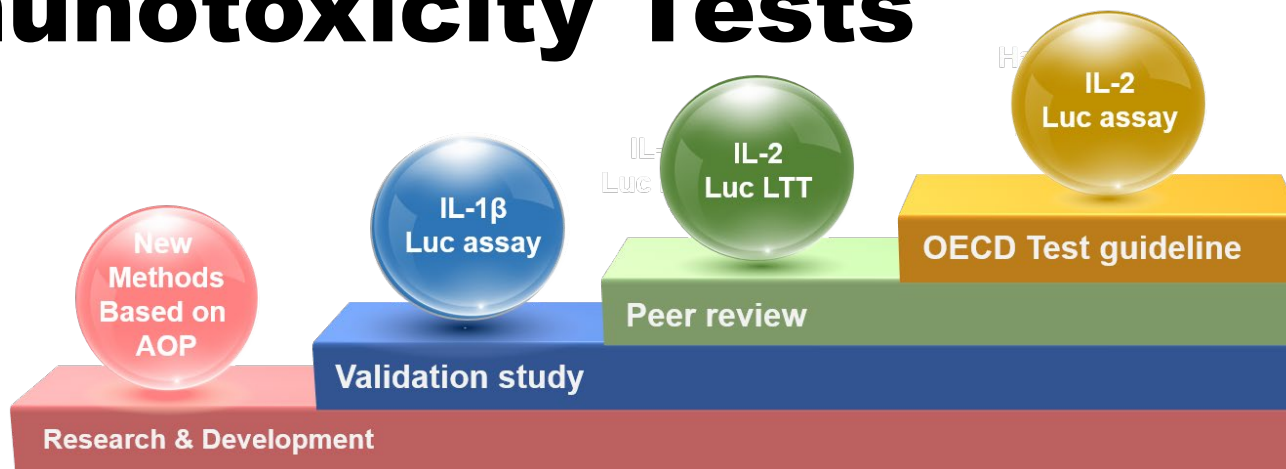 unotoxicity Tests
IL-2
Luc assay
IL-2
Luc LTT
IL-1β
Luc assay
New
Methods
Based on
AOP
OECD Test guideline
Peer review
Validation study
Research & Development